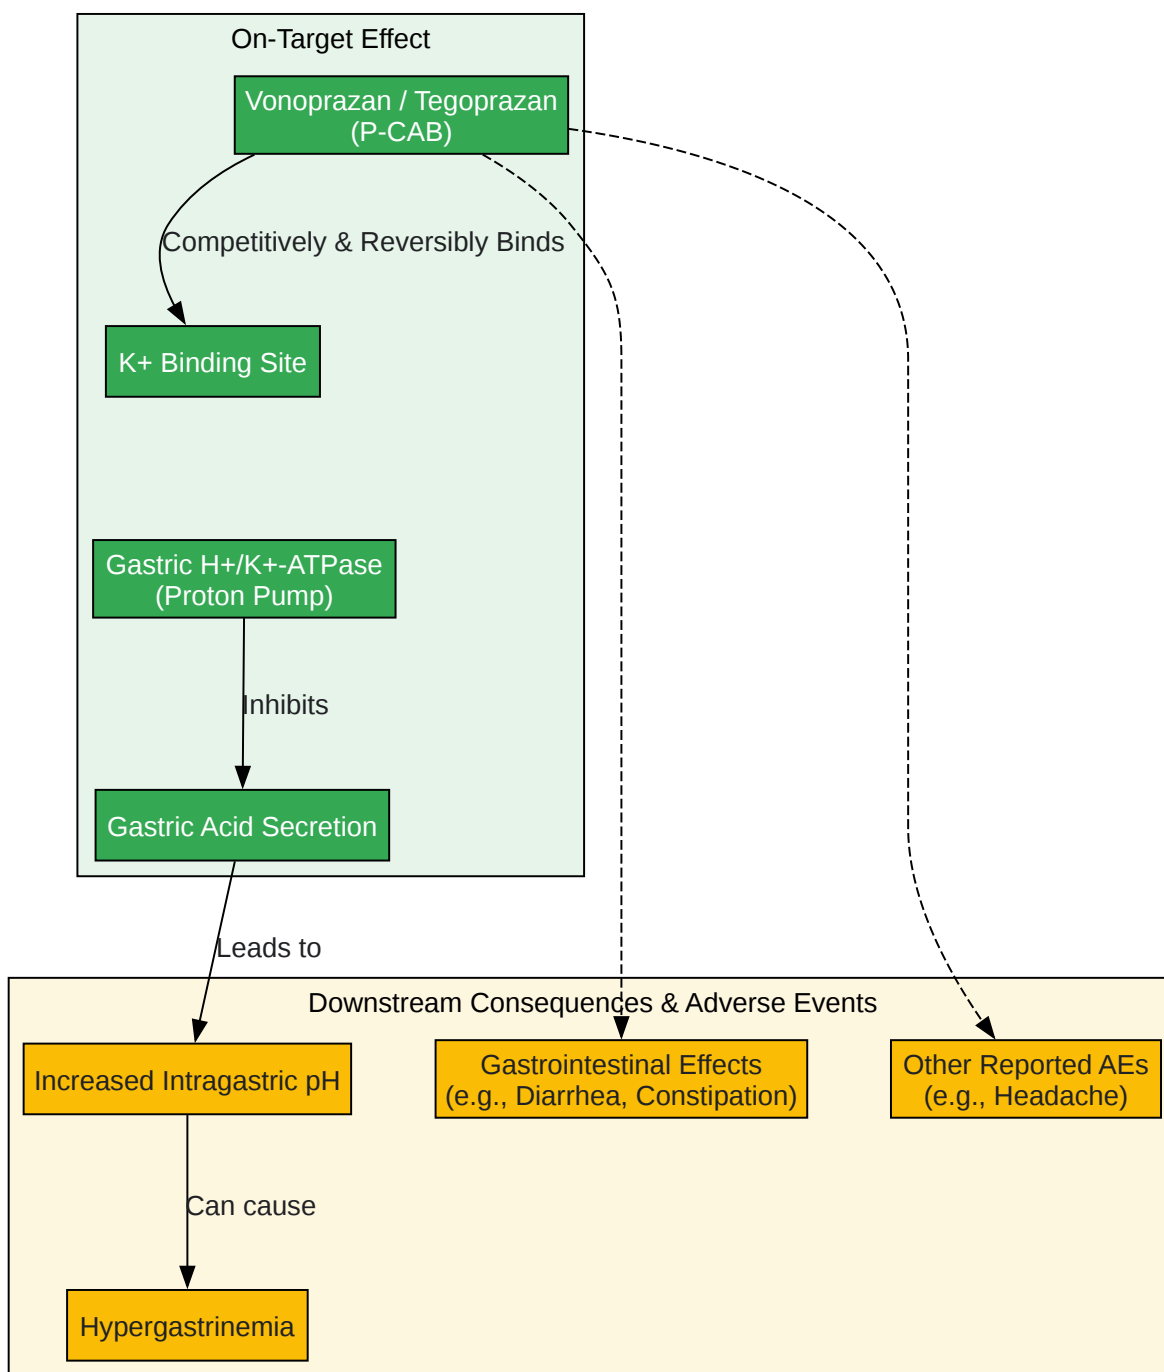 On-Target Effect
Vonoprazan / Tegoprazan
(P-CAB)
Competitively & Reversibly Binds
K+ Binding Site
Gastric H+/K+-ATPase
(Proton Pump)
Inhibits
Gastric Acid Secretion
Leads to
Downstream Consequences & Adverse Events
Increased Intragastric pH
Gastrointestinal Effects
(e.g., Diarrhea, Constipation)
Other Reported AEs
(e.g., Headache)
Can cause
Hypergastrinemia